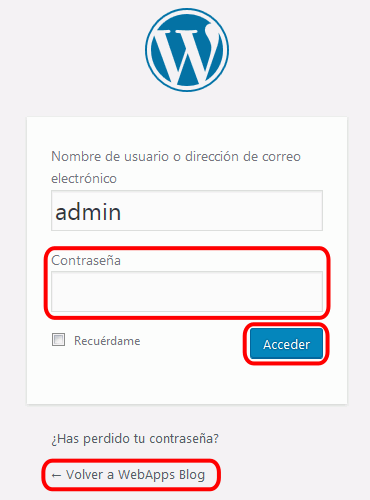 Nombre de usuario o dirección de correo
electrónico
admin
Contraseña
Recuérdame
Acceder
¿Has perdido tu contraseña?
← Volver a WebApps Blog